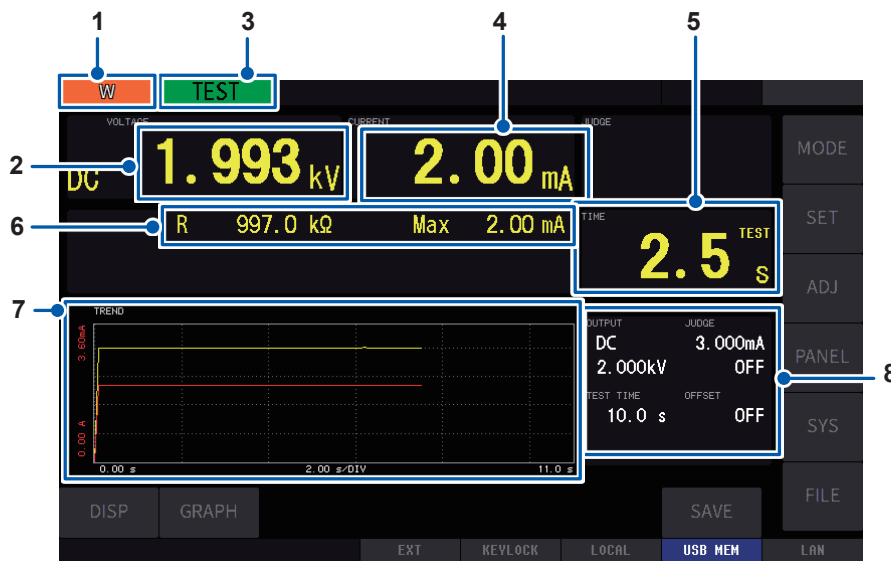 1 3 4 5
W TEST
VOLTAGE CURRENT JUDGE
MODE
2
DC 1.993 kV 2.00 mA
6
R 997.0 kΩ Max 2.00 mA
TIME
SET
2.5 TEST s
ADJ
7
TREND
3.60mA
0.00 A
0.00 s 2.00 s/DIV 11.0 s
OUTPUT JUDGE
DC 3.000mA
2.000kV OFF
TEST TIME OFFSET
10.0 s OFF
8
PANEL
SYS
FILE
DISP GRAPH SAVE
EXT KEYLOCK LOCAL USB MEM LAN